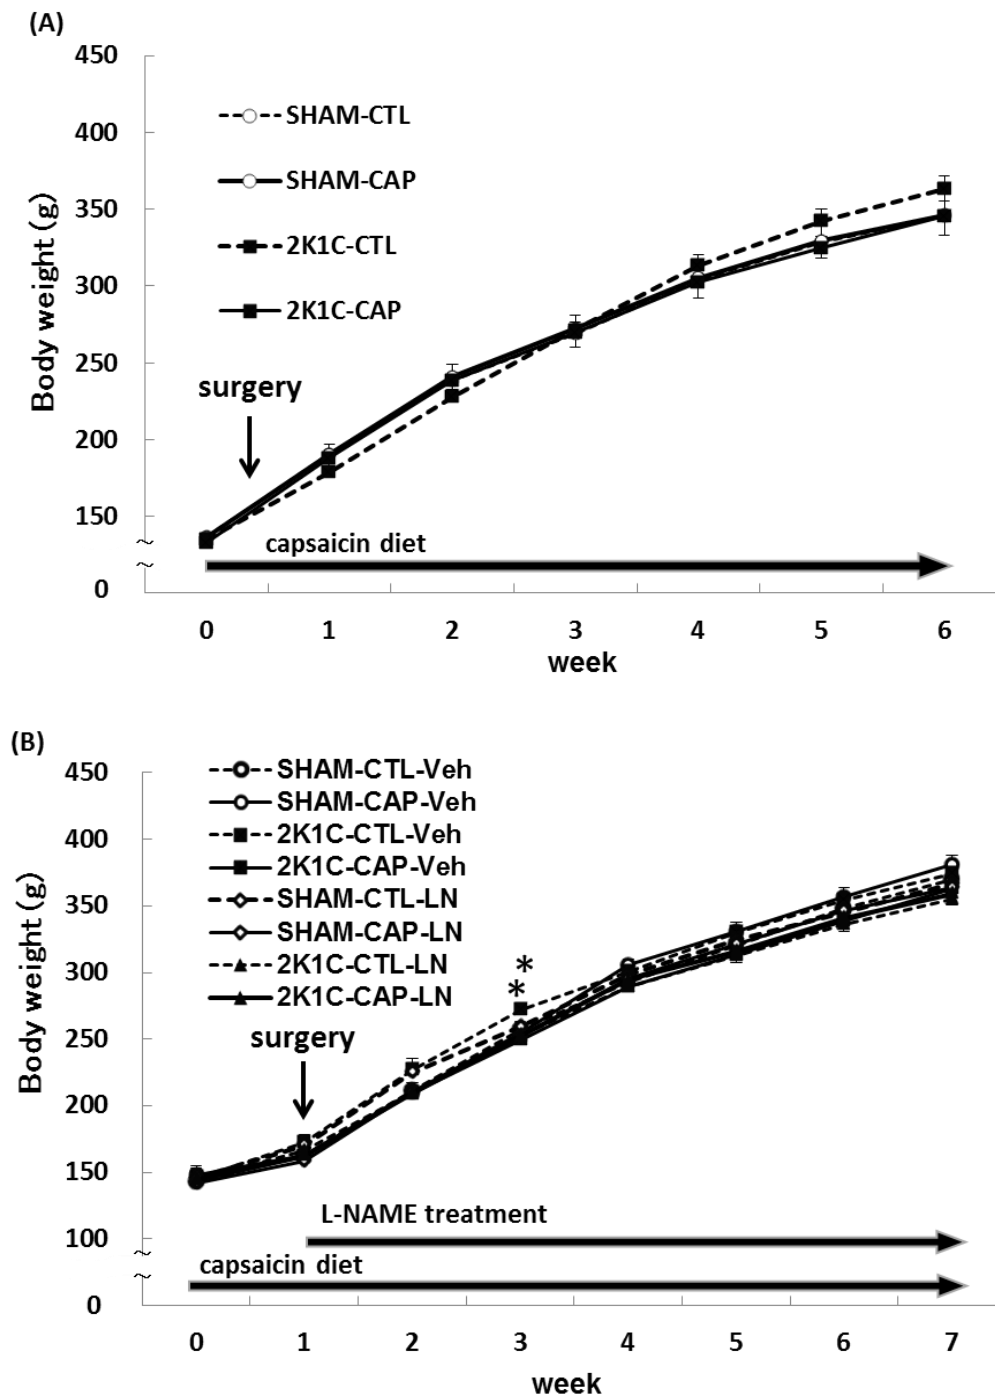 (A)
450
400
350
300
250
200
150
0
Body weight (g)
SHAM-CTL
SHAM-CAP
2K1C-CTL
2K1C-CAP
surgery
capsaicin diet
~
~
0 1 2 3 4 5 6
week
(B)
450
400
350
300
250
200
150
100
0
Body weight (g)
SHAM-CTL-Veh
SHAM-CAP-Veh
2K1C-CTL-Veh
2K1C-CAP-Veh
SHAM-CTL-LN
SHAM-CAP-LN
2K1C-CTL-LN
2K1C-CAP-LN
*
*
surgery
L-NAME treatment
capsaicin diet
~
~
0 1 2 3 4 5 6 7
week